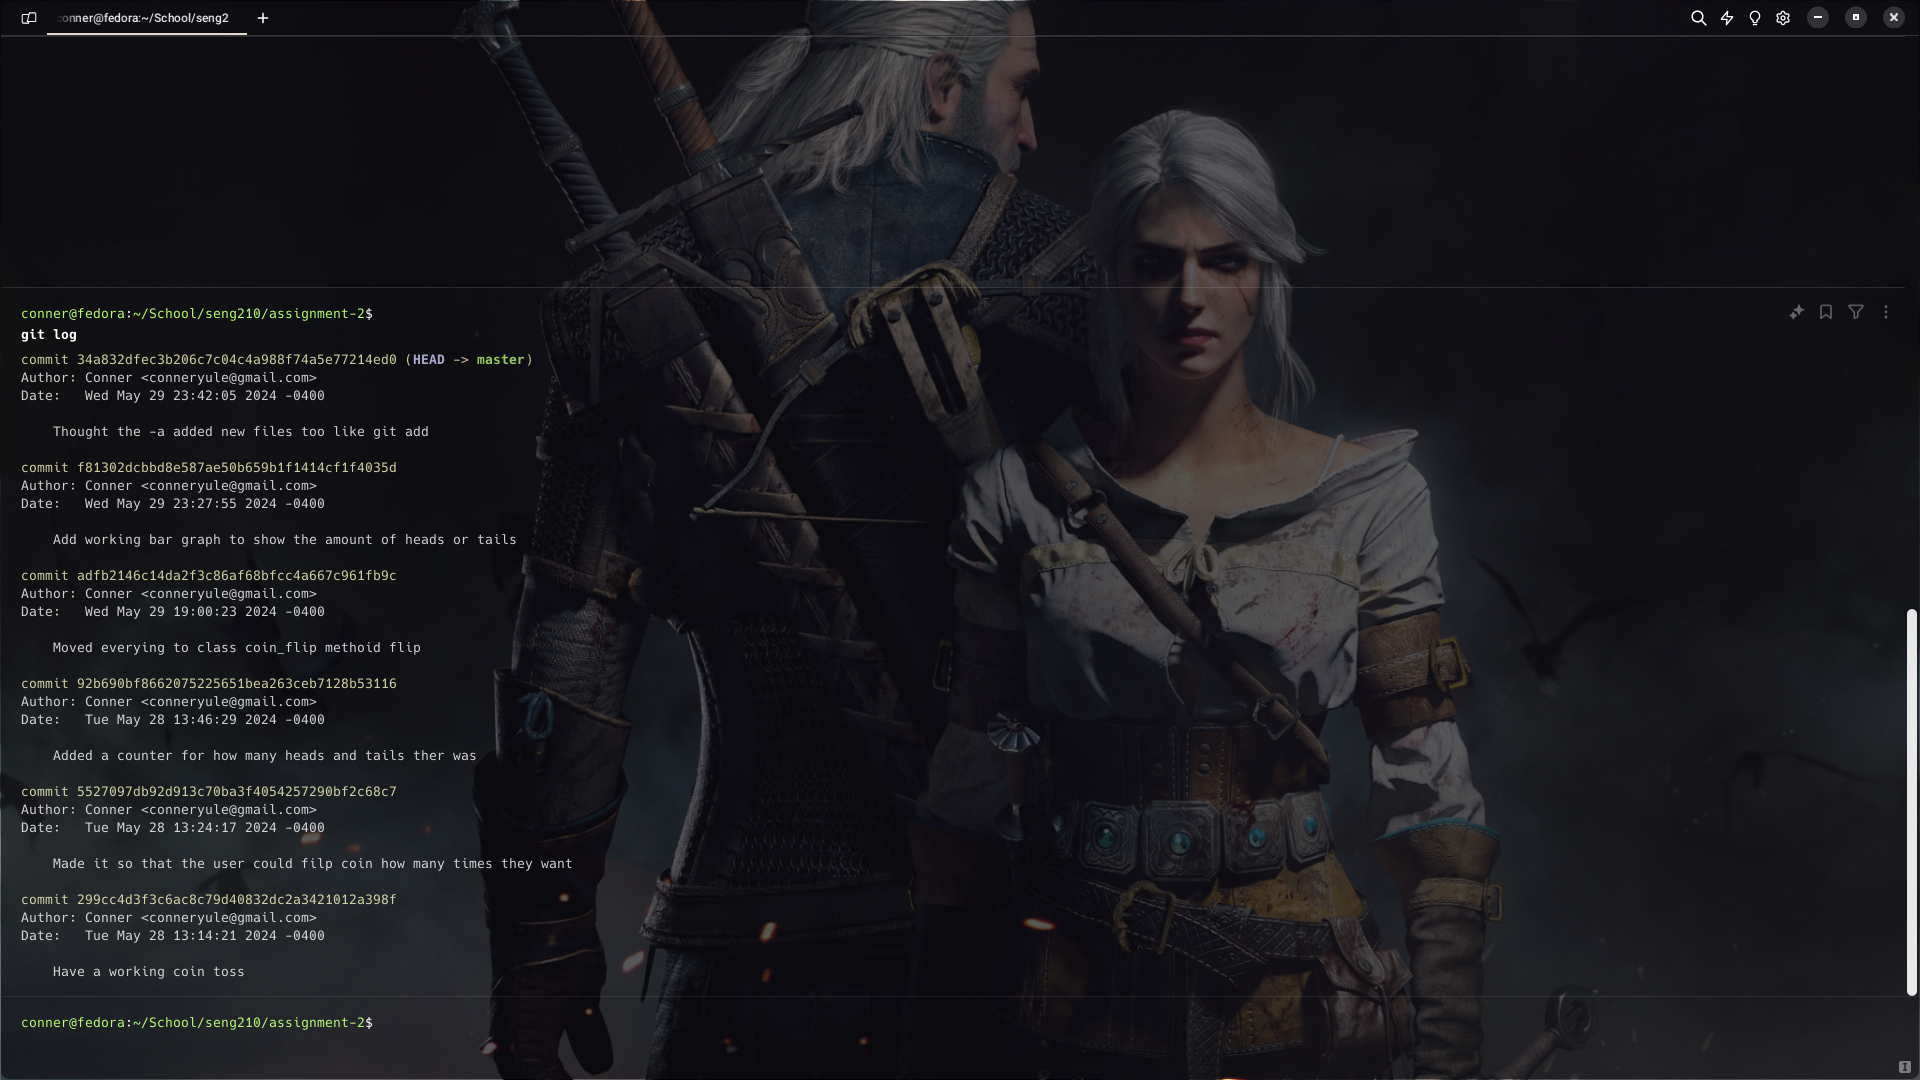 conner@fedora:~/School/seng2
conner@fedora:~/School/seng210/assignment-2$
git log
commit 34a832dfec3b206c7c04c4a988f74a5e77214ed0 (HEAD -> master)
Author: Conner <conneryule@gmail.com>
Date:   Wed May 29 23:42:05 2024 -0400
Thought the -a added new files too like git add
commit f81302dcbbd8e587ae50b659b1f1414cf1f4035d
Author: Conner <conneryule@gmail.com>
Date:   Wed May 29 23:27:55 2024 -0400
Add working bar graph to show the amount of heads or tails
commit adfb2146c14da2f3c86af68bfcc4a667c961fb9c
Author: Conner <conneryule@gmail.com>
Date:   Wed May 29 19:00:23 2024 -0400
Moved everying to class coin_flip methoid flip
commit 92b690bf8662075225651bea263ceb7128b53116
Author: Conner <conneryule@gmail.com>
Date:   Tue May 28 13:46:29 2024 -0400
Added a counter for how many heads and tails ther was
commit 5527097db92d913c70ba3f4054257290bf2c68c7
Author: Conner <conneryule@gmail.com>
Date:   Tue May 28 13:24:17 2024 -0400
Made it so that the user could filp coin how many times they want
commit 299cc4d3f3c6ac8c79d40832dc2a3421012a398f
Author: Conner <conneryule@gmail.com>
Date:   Tue May 28 13:14:21 2024 -0400
Have a working coin toss
conner@fedora:~/School/seng210/assignment-2$